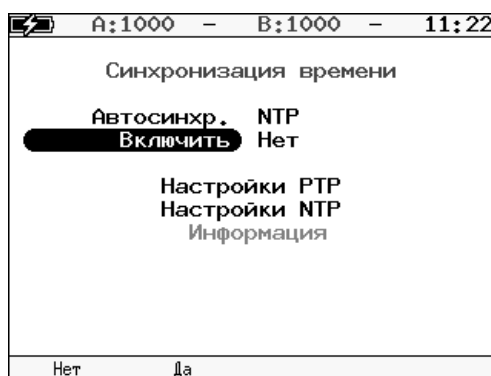 A:1000 – B:1000 – 11:22
Синхронизация времени
Автосинхр. NTP
Включить Нет
Настройки PTP
Настройки NTP
Информация
Нет Да